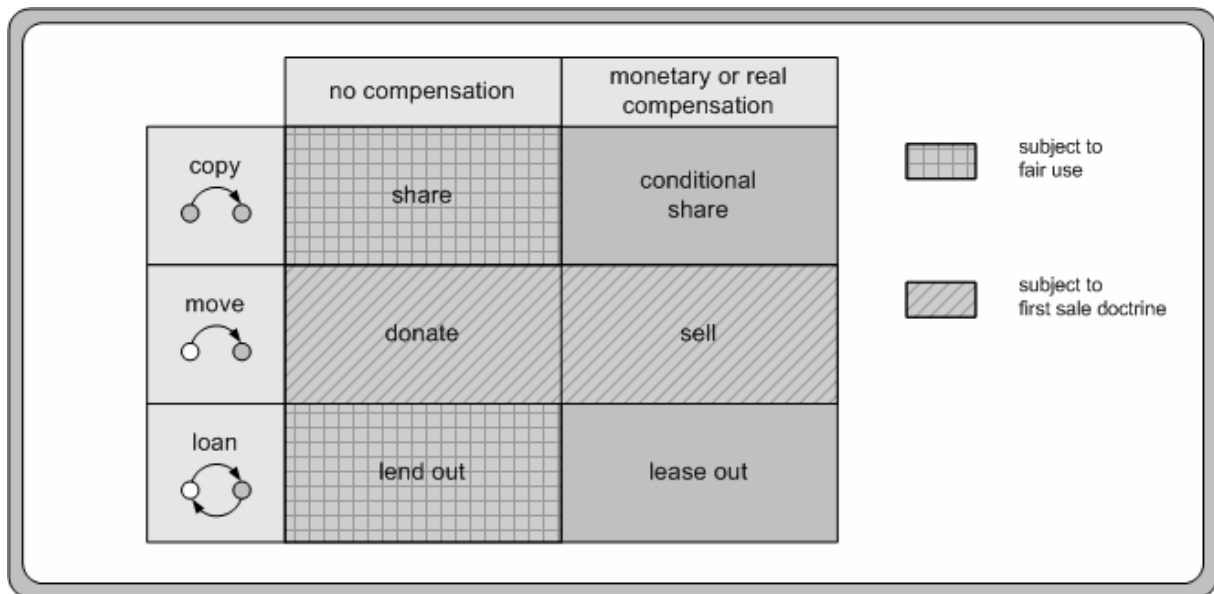 no compensation
monetary or real
compensation
copy
share
conditional
share
subject to
fair use
move
donate
sell
subject to
first sale doctrine
loan
lend out
lease out